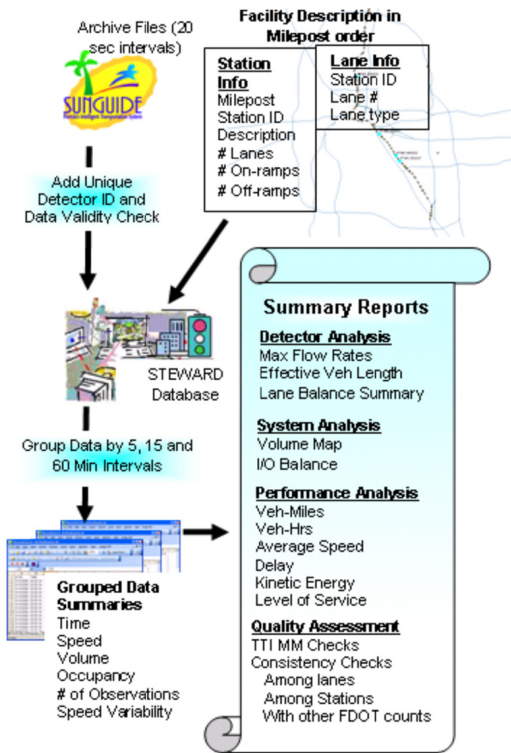 Archive Files (20
sec intervals)
SUNGUIDE
Facility Description in
Milepost order
Station
Info
Milepost
Station ID
Description
# Lanes
# On-ramps
# Off-ramps
Lane Info
Station ID
Lane #
Lane type
Add Unique
Detector ID and
Data Validity Check
STEWARD
Database
Group Data by 5, 15 and
60 Min Intervals
Grouped Data
Summaries
Time
Speed
Volume
Occupancy
# of Observations
Speed Variability
Summary Reports
Detector Analysis
Max Flow Rates
Effective Veh Length
Lane Balance Summary
System Analysis
Volume Map
I/O Balance
Performance Analysis
Veh-Miles
Veh-Hrs
Average Speed
Delay
Kinetic Energy
Level of Service
Quality Assessment
TTI MM Checks
Consistency Checks
Among lanes
Among Stations
With other FDOT counts